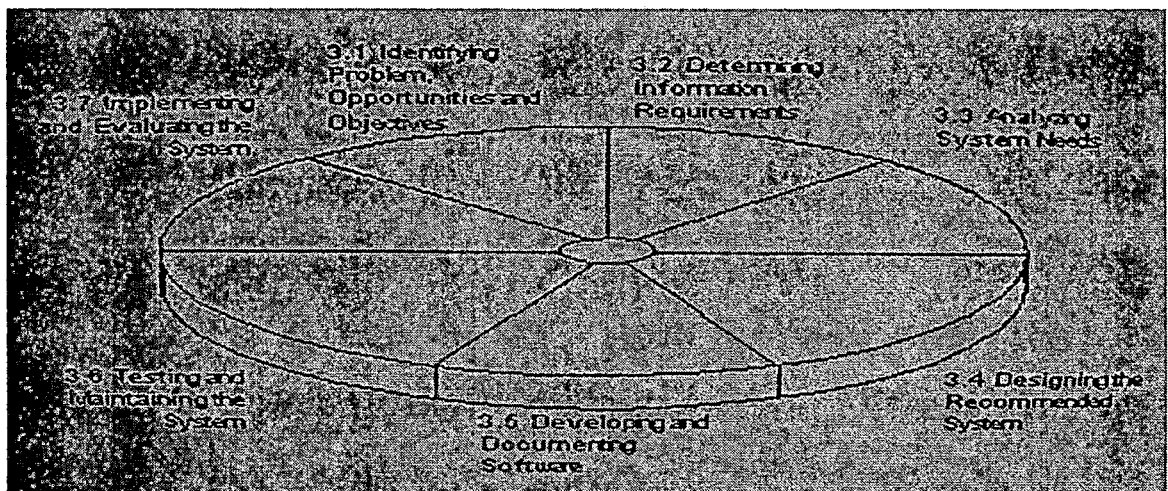 3.1 Identifying
Problem,
Opportunities and
Objectives
3.2 Determining
Information
Requirements
3.3 Analysing
System Needs
3.4 Designing the
Recommended
System
3.5 Developing and
Documenting
Software
3.6 Testing and
Maintaining the
System
3.7 Implementing
and Evaluating the
System